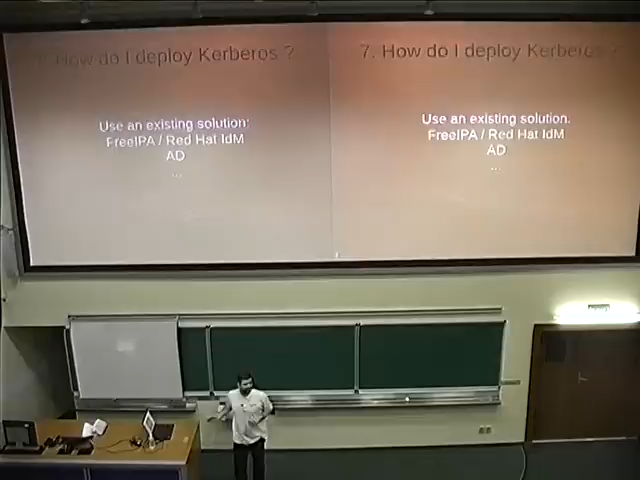 7. How do I deploy Kerberos ?
Use an existing solution:
FreeIPA / Red Hat IdM
AD
...
7. How do I deploy Kerberos ?
Use an existing solution:
FreeIPA / Red Hat IdM
AD
...